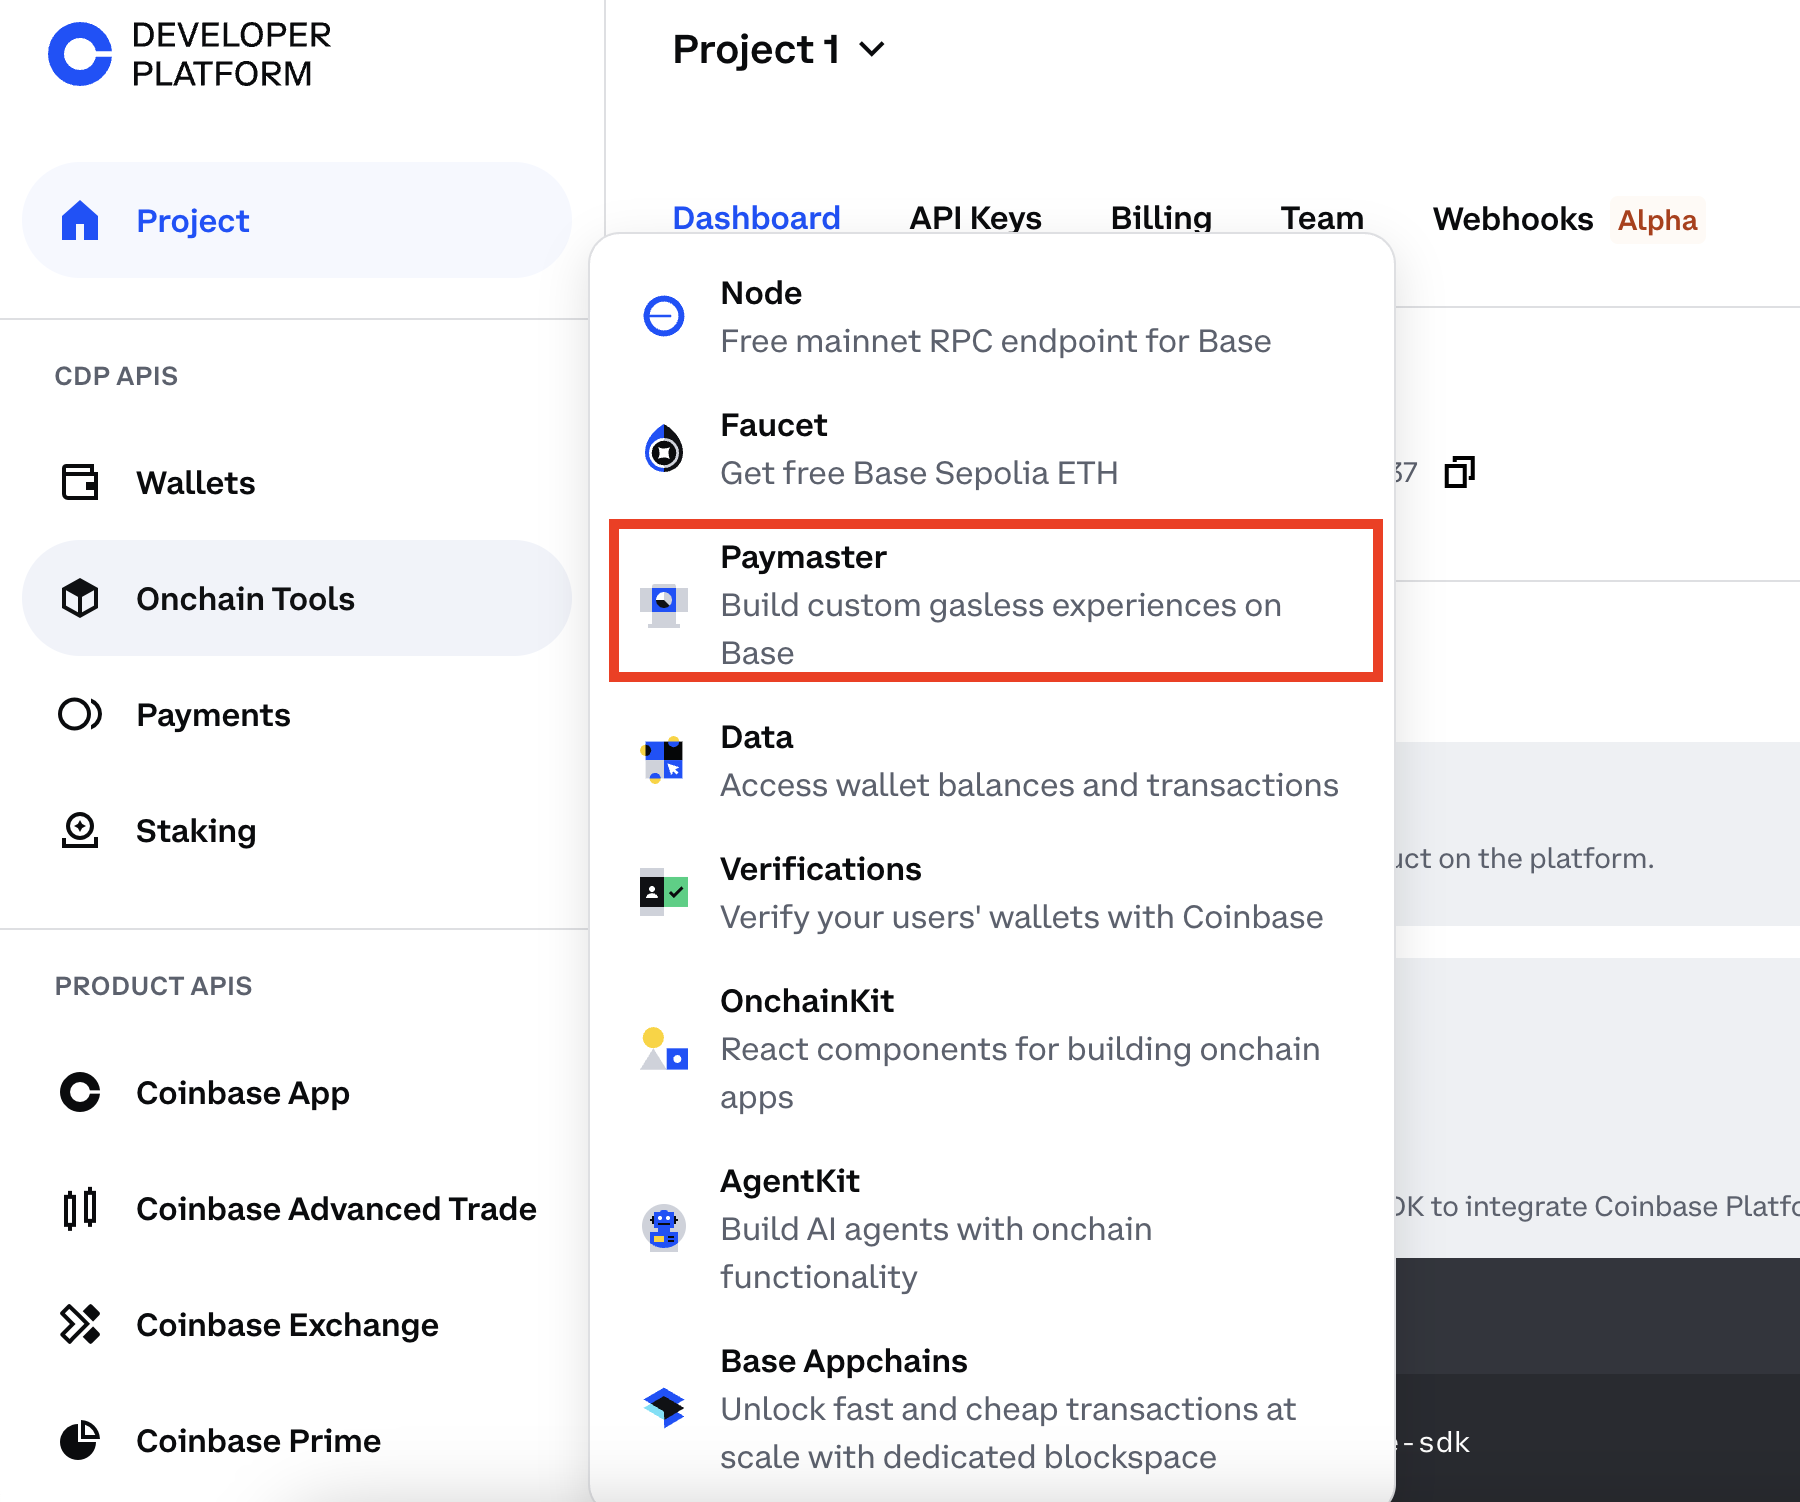 DEVELOPER
PLATFORM
Project
CDP APIS
Wallets
Onchain Tools
Payments
Staking
PRODUCT APIS
Coinbase App
Coinbase Advanced Trade
Coinbase Exchange
Coinbase Prime
Project 1
Dashboard
API Keys
Billing
Team
Webhooks
Alpha
Node
Free mainnet RPC endpoint for Base
Faucet
Get free Base Sepolia ETH
Paymaster
Build custom gasless experiences on
Base
Data
Access wallet balances and transactions
Verifications
Verify your users' wallets with Coinbase
OnchainKit
React components for building onchain
apps
AgentKit
Build AI agents with onchain
functionality
Base Appchains
Unlock fast and cheap transactions at
scale with dedicated blockspace
37
on the platform.
to integrate Coinbase
-sdk